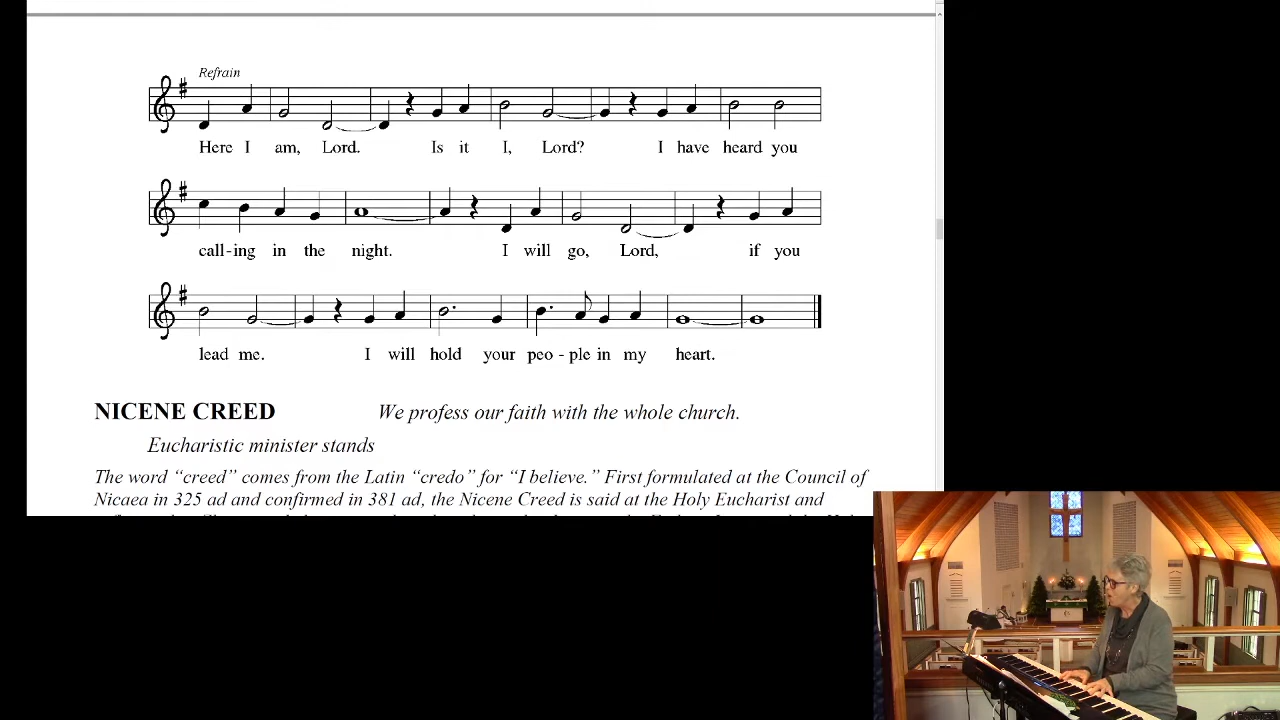 Refrain
Here I am, Lord. Is it I, Lord? I have heard you
call-ing in the night. I will go, Lord, if you
lead me. I will hold your peo - ple in my heart.
NICENE CREED We profess our faith with the whole church.
Eucharistic minister stands
The word “creed” comes from the Latin “credo” for “I believe.” First formulated at the Council of
Nicaea in 325 ad and confirmed in 381 ad, the Nicene Creed is said at the Holy Eucharist and